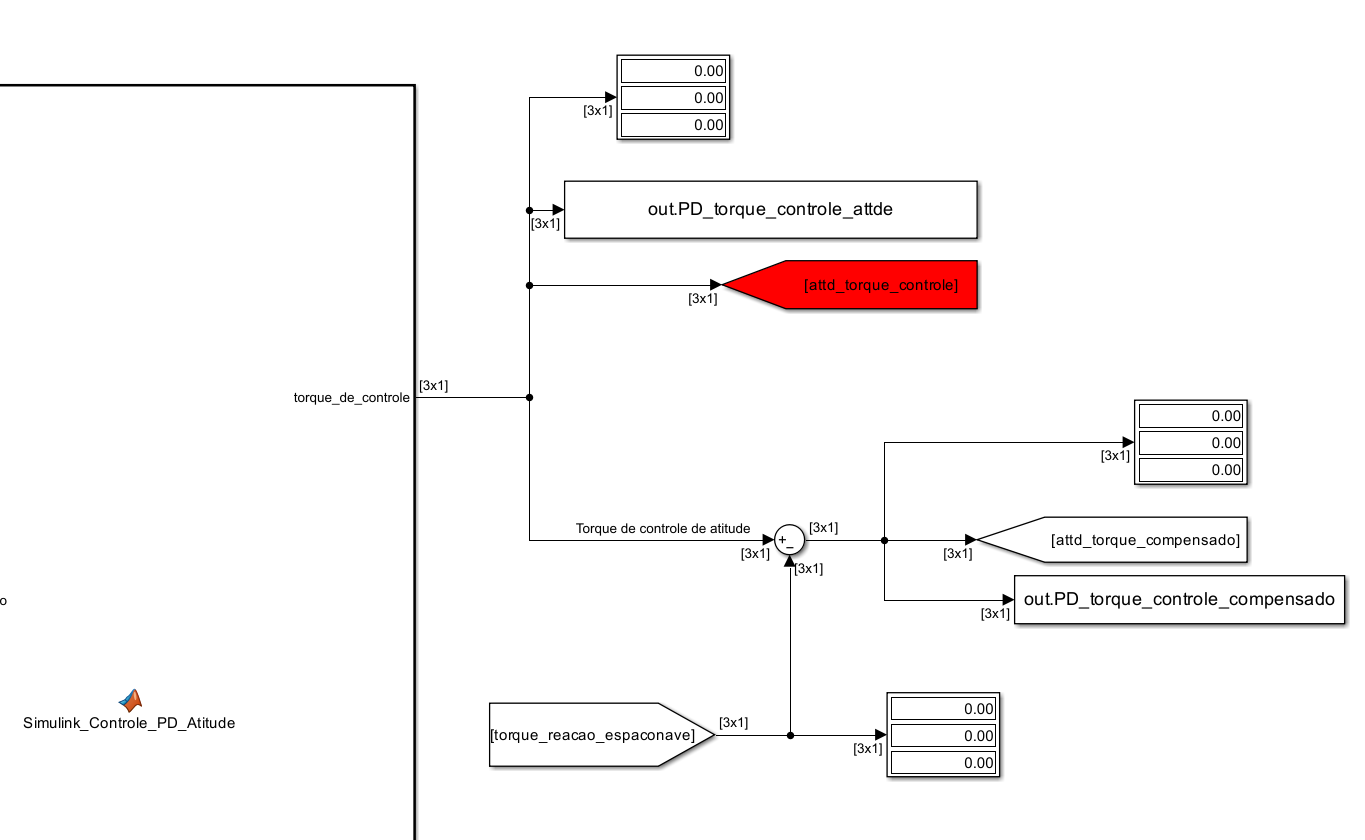 0.00
0.00
0.00
[3x1]
out.PD_torque_controle_attde
[3x1]
[attd_torque_controle]
[3x1]
torque_de_controle
[3x1]
0.00
0.00
0.00
[3x1]
Torque de controle de atitude
[3x1]
+
-
[3x1]
[3x1]
[attd_torque_compensado]
[3x1]
out.PD_torque_controle_compensado
[3x1]
o
Simulink_Controle_PD_Atitude
[torque_reacao_espaconave]
[3x1]
0.00
0.00
0.00
[3x1]